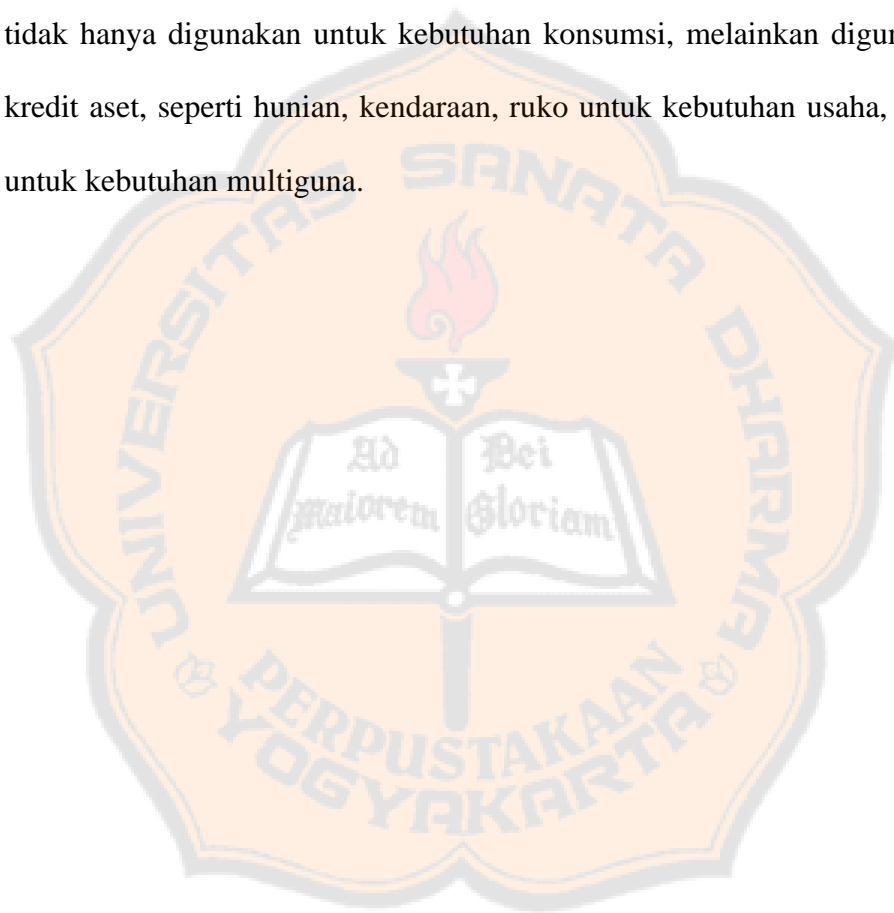 tidak hanya digunakan untuk kebutuhan konsumsi, melainkan
kredit aset, seperti hunian, kendaraan, ruko untuk kebutuhan usaha,
untuk kebutuhan multiguna.
UNIVERSITAS SANATA DHARMA
Ad Dei
Maiorem Gloriam
PERPUSTAKAAN
YOGYAKARTA